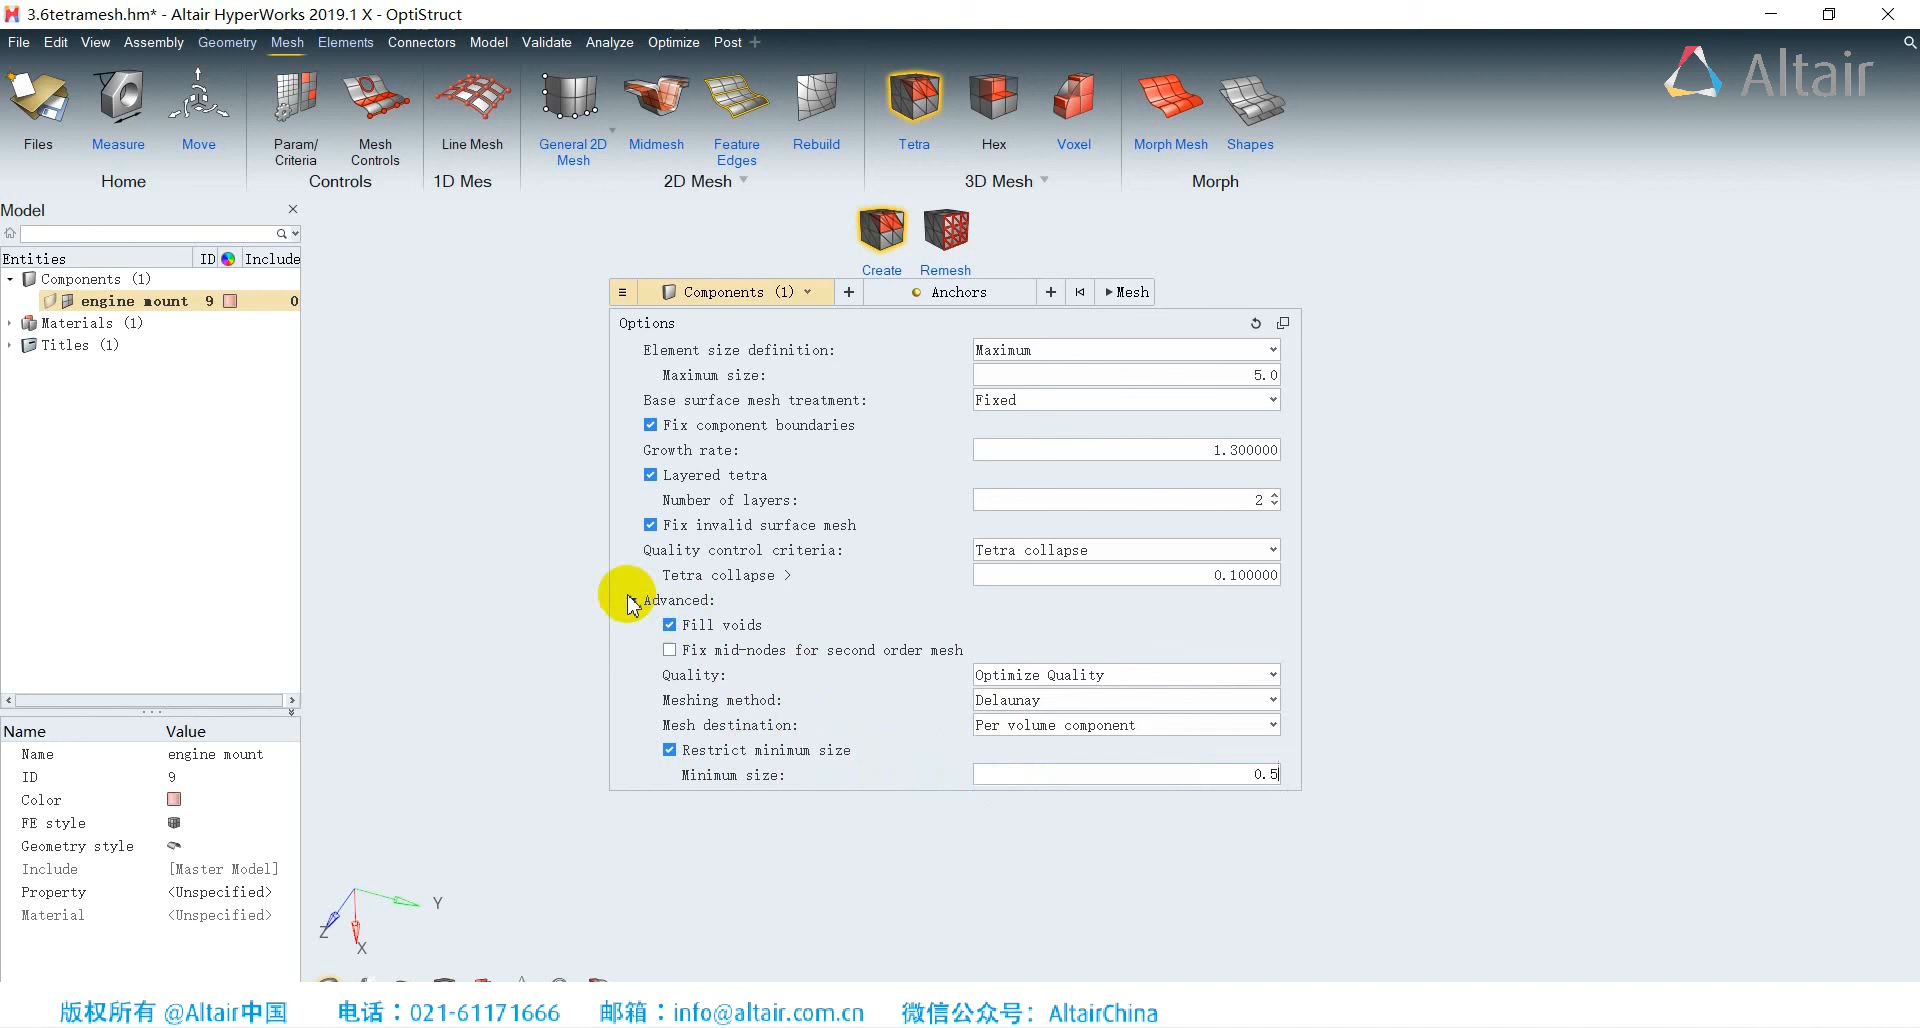 3.6tetramesh.hm* - Altair HyperWorks 2019.1 X - OptiStruct
File Edit View Assembly Geometry Mesh Elements Connectors Model Validate Analyze Optimize Post
Altair
Files Measure Move Param/ Criteria Mesh Controls Line Mesh General 2D Mesh Midmesh Feature Edges Rebuild Tetra Hex Voxel Morph Mesh Shapes
Home Controls 1D Mes 2D Mesh 3D Mesh Morph
Model
Entities ID Include
Components (1)
engine mount 9 0
Materials (1)
Titles (1)
Create Remesh
Components (1) Anchors Mesh
Options
Element size definition: Maximum
Maximum size: 5.0
Base surface mesh treatment: Fixed
Fix component boundaries
Growth rate: 1.300000
Layered tetra
Number of layers: 2
Fix invalid surface mesh
Quality control criteria: Tetra collapse
Tetra collapse > 0.100000
Advanced:
Fill voids
Fix mid-nodes for second order mesh
Quality: Optimize Quality
Meshing method: Delaunay
Mesh destination: Per volume component
Restrict minimum size
Minimum size: 0.5
Name Value
Name engine mount
ID 9
Color
FE style
Geometry style
Include [Master Model]
Property <Unspecified>
Material <Unspecified>
Y
Z
X
版权所有 @Altair中国 电话：021-61171666 邮箱：info@altair.com.cn 微信公众号：AltairChina